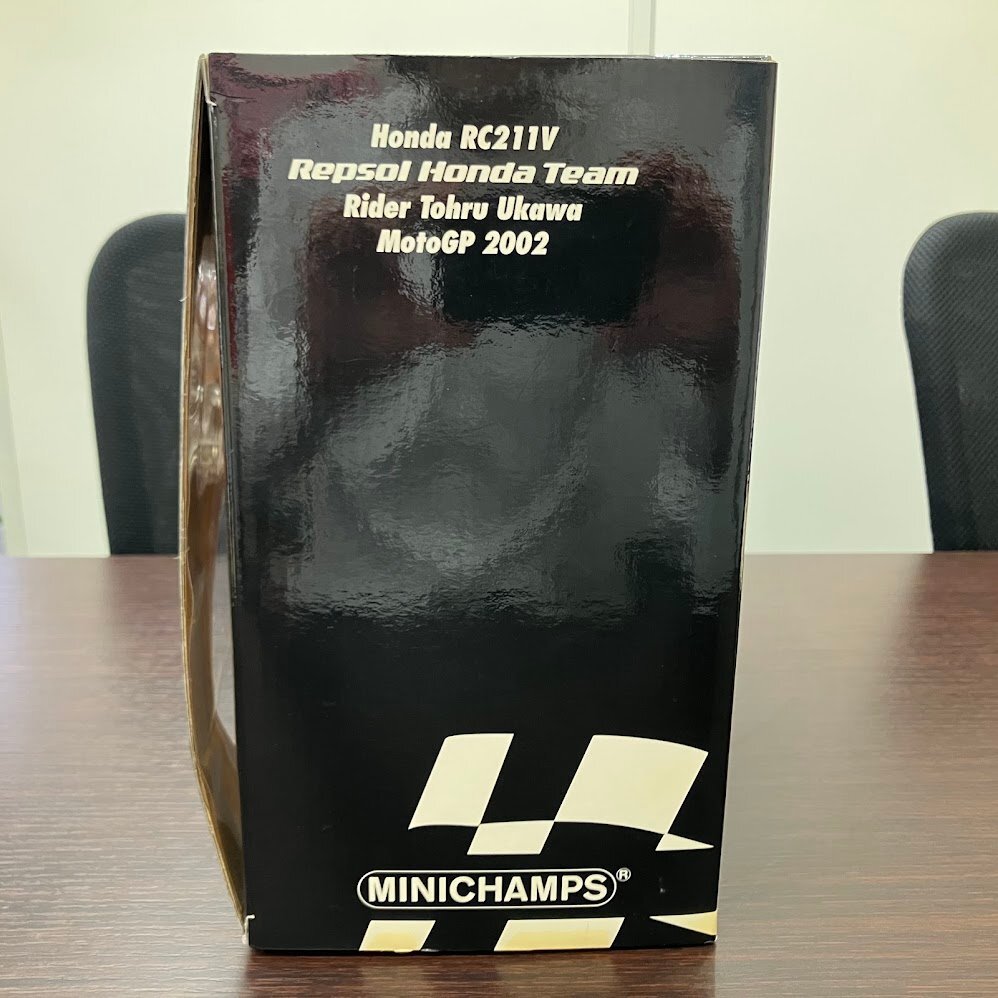 Honda RC211V
Repsol Honda Team
Rider Tohru Ukawa
MotoGP 2002
MINICHAMPS®